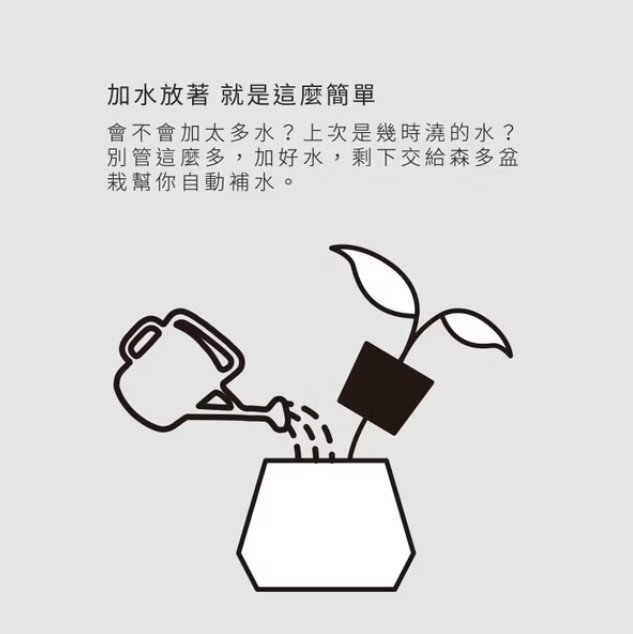 加水放著 就是這麼簡單
會不會加太多水？上次是幾時澆的水？
別管這麼多，加好水，剩下交給森多盆
栽幫你自動補水。